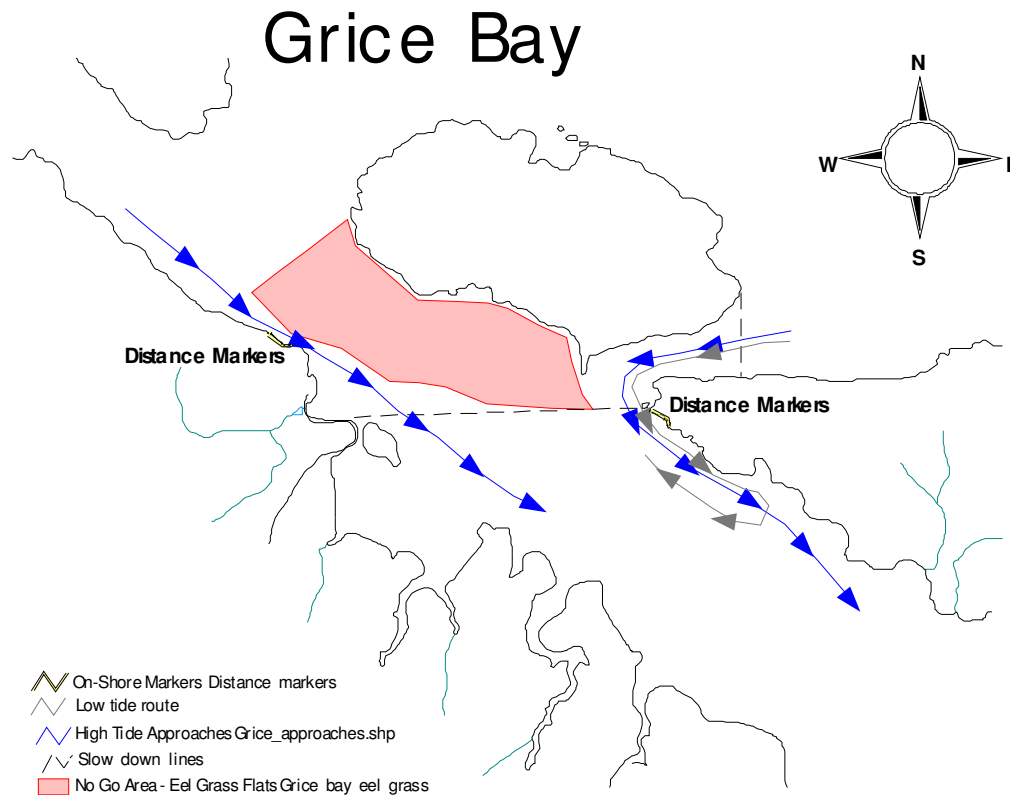 Grice Bay
N
W
E
S
Distance Markers
Distance Markers
On-Shore Markers Distance markers
Low tide route
High Tide Approaches Grice_approaches.shp
Slow down lines
No Go Area - Eel Grass Flats Grice bay eel grass